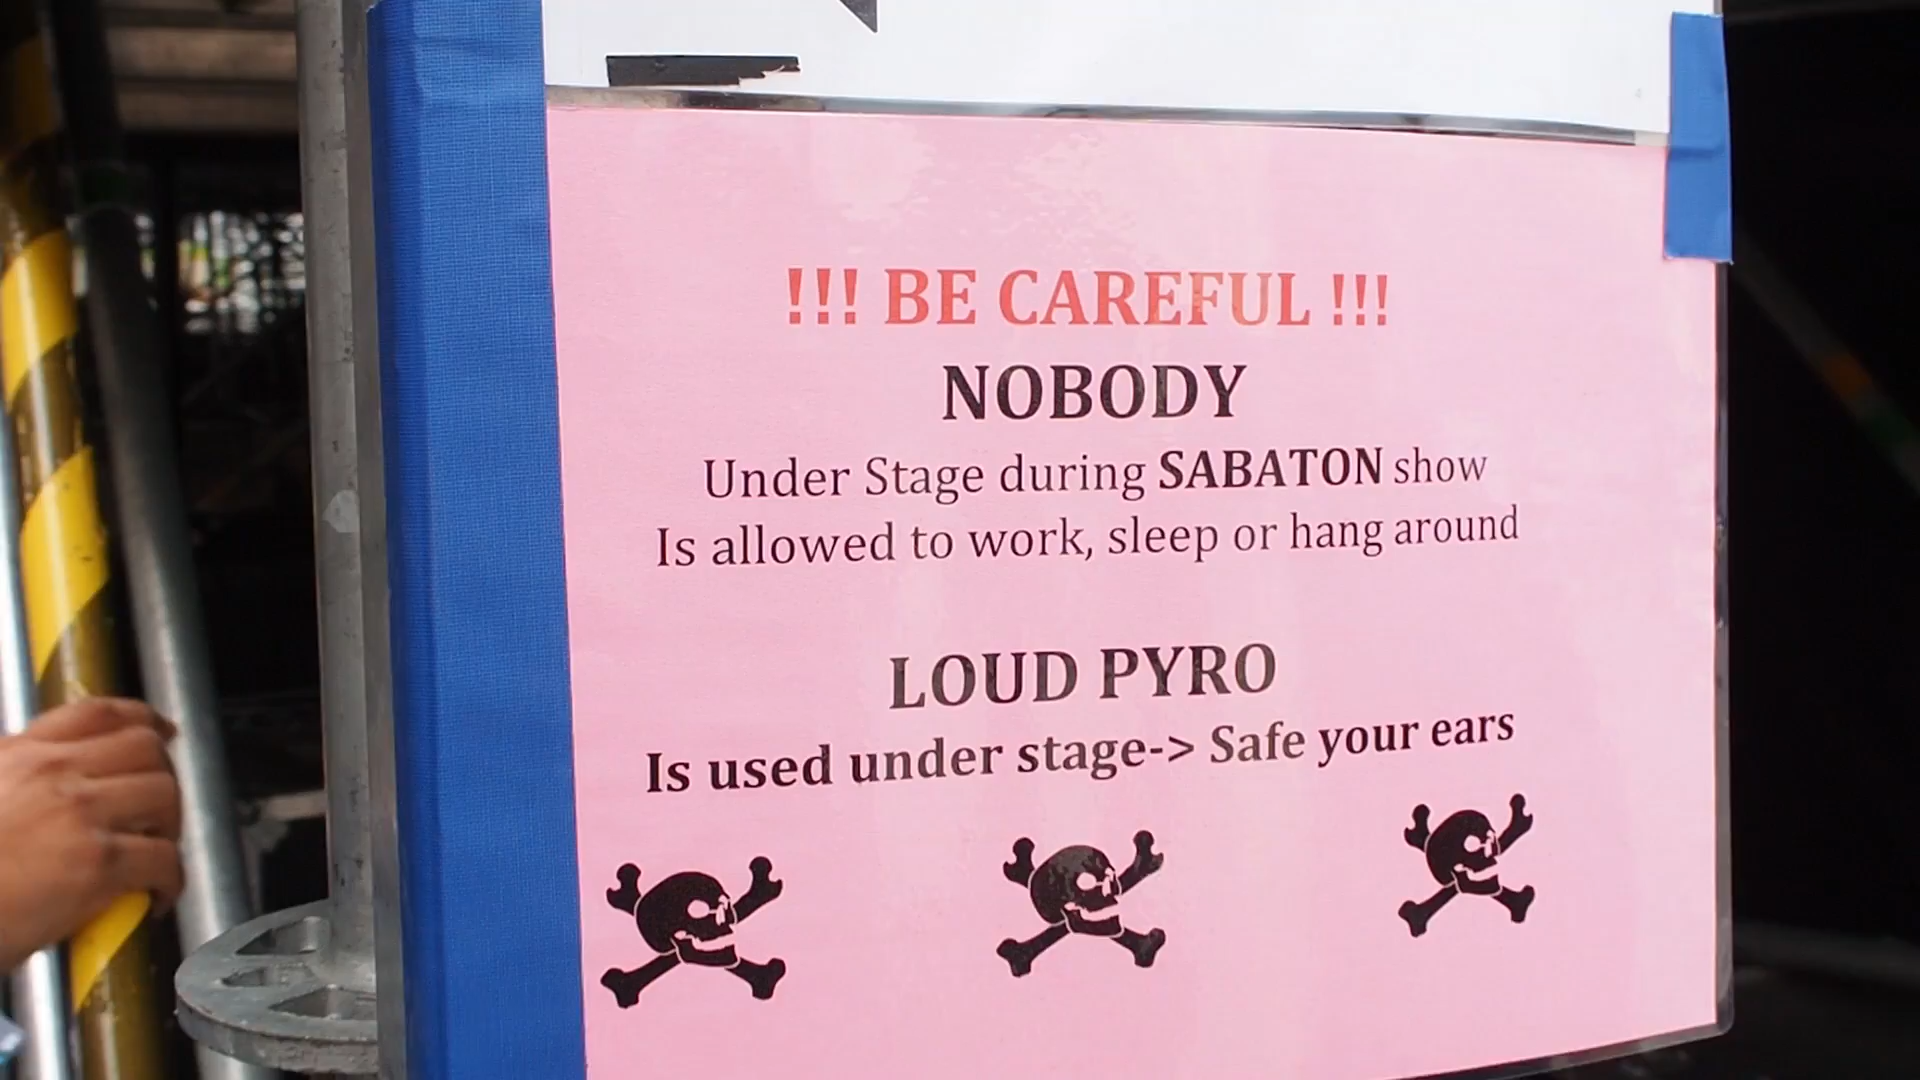 !!! BE CAREFUL !!!
NOBODY
Under Stage during SABATON show
Is allowed to work, sleep or hang around
LOUD PYRO
Is used under stage-> Safe your ears